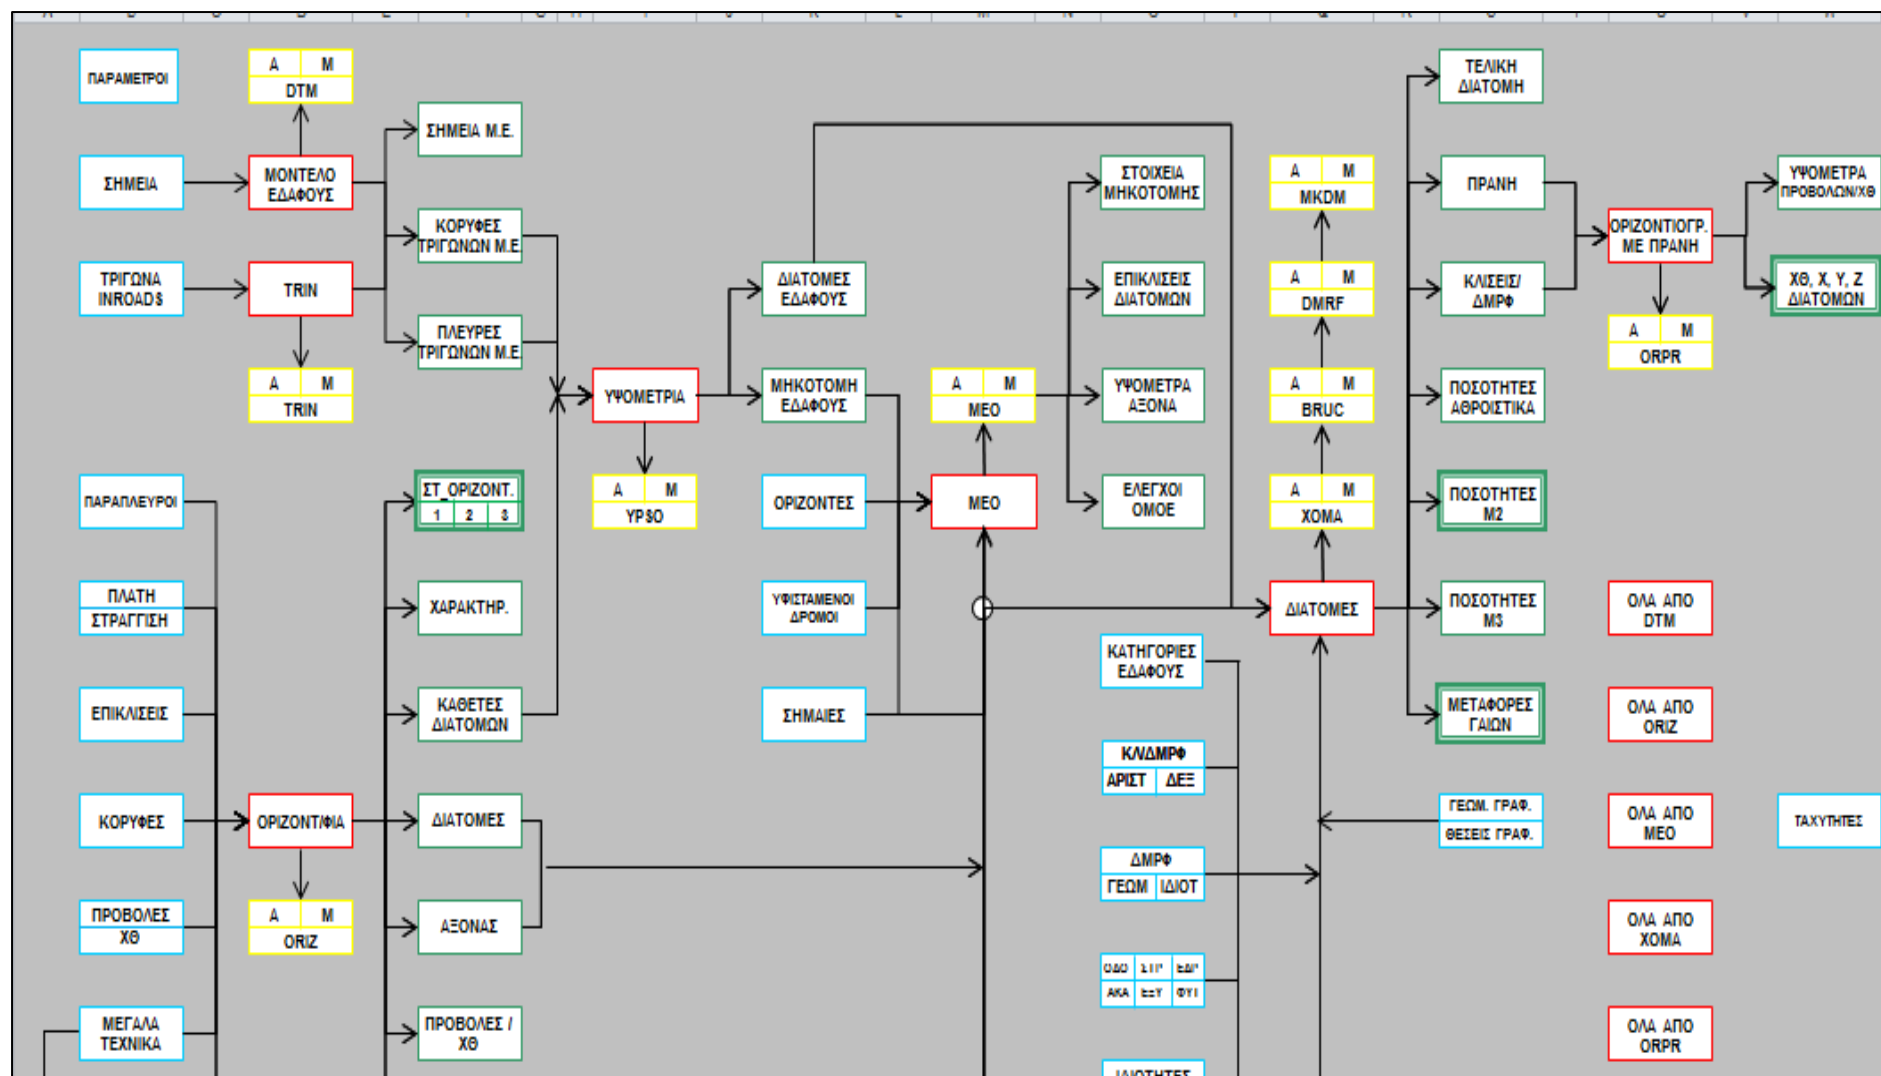 ΠΑΡΑΜΕΤΡΟΙ
Α Μ
DTM
ΣΗΜΕΙΑ
ΜΟΝΤΕΛΟ
ΕΔΑΦΟΥΣ
ΣΗΜΕΙΑ Μ.Ε.
ΤΡΙΓΩΝΑ
INROADS
TRIN
ΚΟΡΥΦΕΣ
ΤΡΙΓΩΝΩΝ Μ.Ε.
ΠΛΕΥΡΕΣ
ΤΡΙΓΩΝΩΝ Μ.Ε.
Α Μ
TRIN
ΥΨΟΜΕΤΡΙΑ
Α Μ
YPSO
ΔΙΑΤΟΜΕΣ
ΕΔΑΦΟΥΣ
ΜΗΚΟΤΟΜΗ
ΕΔΑΦΟΥΣ
ΟΡΙΖΟΝΤΕΣ
ΥΦΙΣΤΑΜΕΝΟΙ
ΔΡΟΜΟΙ
ΣΗΜΑΙΕΣ
Α Μ
ΜΕΟ
ΜΕΟ
ΣΤΟΙΧΕΙΑ
ΜΗΚΟΤΟΜΗΣ
ΕΠΙΚΛΙΣΕΙΣ
ΔΙΑΤΟΜΩΝ
ΥΨΟΜΕΤΡΑ
ΑΞΟΝΑ
ΕΛΕΓΧΟΙ
ΟΜΟΕ
Α Μ
MKDM
Α Μ
DMRF
Α Μ
BRUC
Α Μ
XOMA
ΔΙΑΤΟΜΕΣ
ΤΕΛΙΚΗ
ΔΙΑΤΟΜΗ
ΠΡΑΝΗ
ΚΛΙΣΕΙΣ/
ΔΜΡΦ
ΠΟΣΟΤΗΤΕΣ
ΑΘΡΟΙΣΤΙΚΑ
ΠΟΣΟΤΗΤΕΣ
Μ2
ΠΟΣΟΤΗΤΕΣ
Μ3
ΜΕΤΑΦΟΡΕΣ
ΓΑΙΩΝ
ΟΡΙΖΟΝΤΙΟΓΡ.
ΜΕ ΠΡΑΝΗ
Α Μ
ORPR
ΥΨΟΜΕΤΡΑ
ΠΡΟΒΟΛΩΝ/ΧΘ
ΧΘ, Χ, Υ, Ζ
ΔΙΑΤΟΜΩΝ
ΠΑΡΑΠΛΕΥΡΟΙ
ΠΛΑΤΗ
ΣΤΡΑΓΓΙΣΗ
ΕΠΙΚΛΙΣΕΙΣ
ΚΟΡΥΦΕΣ
ΠΡΟΒΟΛΕΣ
ΧΘ
ΜΕΓΑΛΑ
ΤΕΧΝΙΚΑ
ΟΡΙΖΟΝΤ/ΦΙΑ
Α Μ
ORIZ
ΣΤ_ΟΡΙΖΟΝΤ.
1 2 3
ΧΑΡΑΚΤΗΡ.
ΚΑΘΕΤΕΣ
ΔΙΑΤΟΜΩΝ
ΔΙΑΤΟΜΕΣ
ΑΞΟΝΑΣ
ΠΡΟΒΟΛΕΣ /
ΧΘ
ΚΑΤΗΓΟΡΙΕΣ
ΕΔΑΦΟΥΣ
ΚΛ/ΔΜΡΦ
ΑΡΙΣΤ ΔΕΞ
ΔΜΡΦ
ΓΕΩΜ ΙΔΙΟΤ
ΙΔΙΟΤΗΤΕΣ
ΓΕΩΜ. ΓΡΑΦ.
ΘΕΣΕΙΣ ΓΡΑΦ.
ΟΛΑ ΑΠΟ
DTM
ΟΛΑ ΑΠΟ
ORIZ
ΟΛΑ ΑΠΟ
ΜΕΟ
ΟΛΑ ΑΠΟ
XOMA
ΟΛΑ ΑΠΟ
ORPR
ΤΑΧΥΤΗΤΕΣ